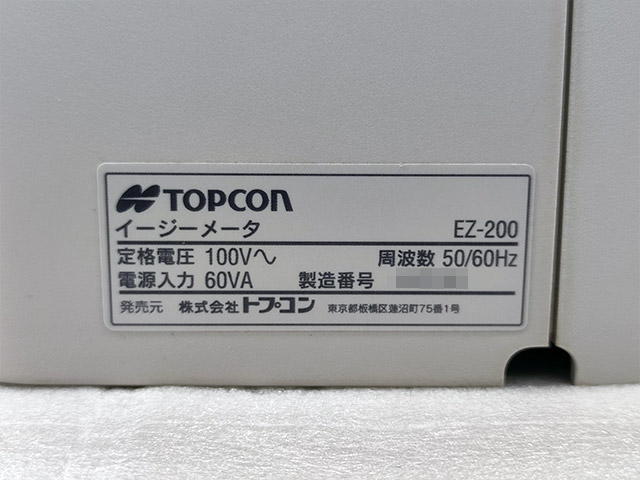 TOPCON
イージーメータ EZ-200
定格電圧 100V〜 周波数 50/60Hz
電源入力 60VA 製造番号
発売元 株式会社トプコン 東京都板橋区蓮沼町75番1号